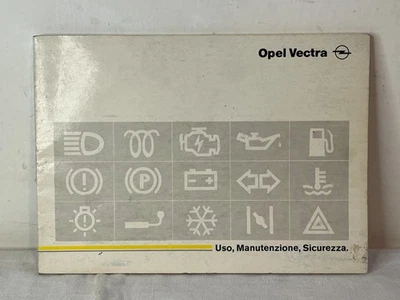 Opel Vectra
Uso, Manutenzione, Sicurezza.